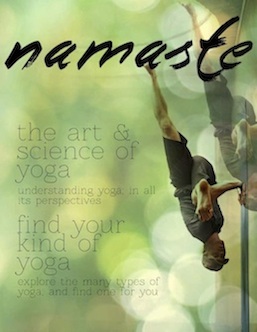 namaste
the art &
science of
yoga
understanding yoga, in all
its perspectives
find your
kind of
yoga
explore the many types of
yoga, and find one for you